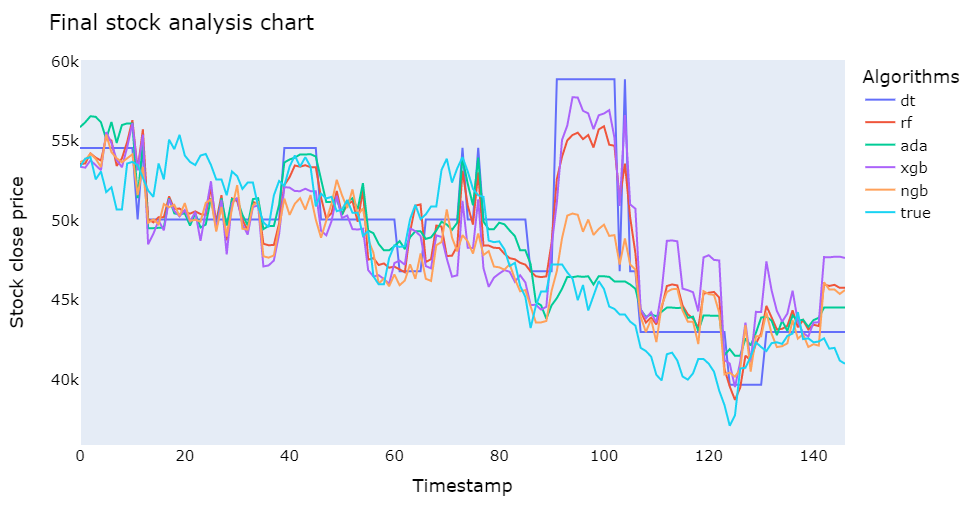 Final stock analysis chart
Stock close price
60k
55k
50k
45k
40k
0 20 40 60 80 100 120 140
Timestamp
Algorithms
dt
rf
ada
xgb
ngb
true